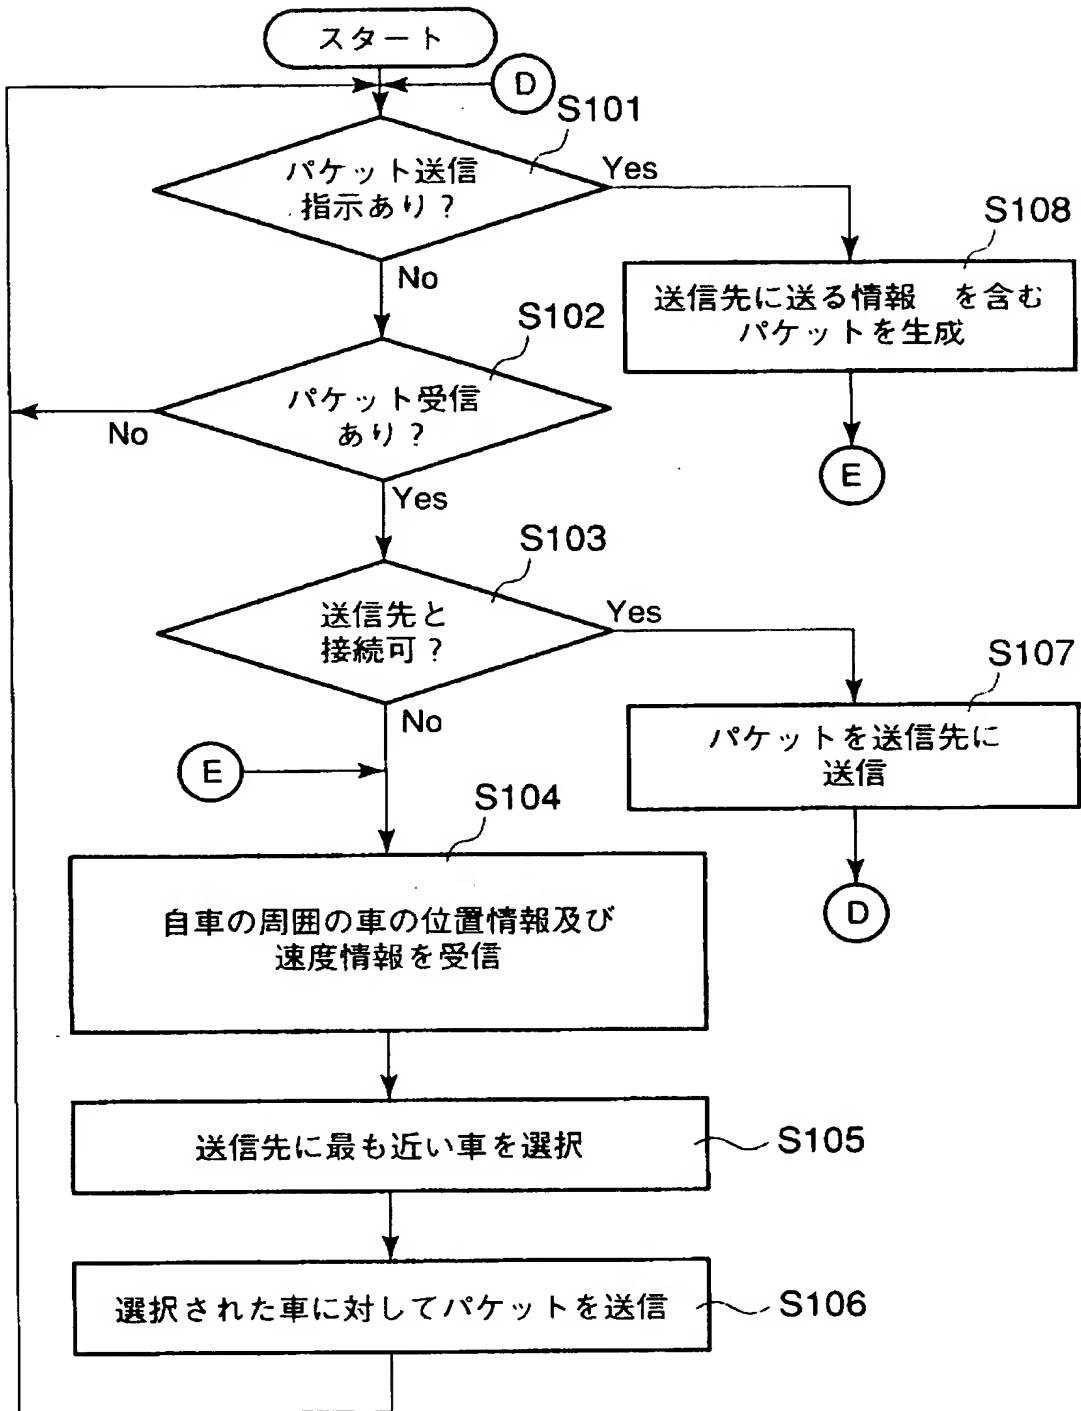 スタート
D
S101
パケット送信
指示あり？
Yes
No
S108
送信先に送る情報　を含む
パケットを生成
E
S102
パケット受信
あり？
No
Yes
S103
送信先と
接続可？
Yes
No
S107
パケットを送信先に
送信
D
E
S104
自車の周囲の車の位置情報及び
速度情報を受信
送信先に最も近い車を選択
S105
選択された車に対してパケットを送信
S106